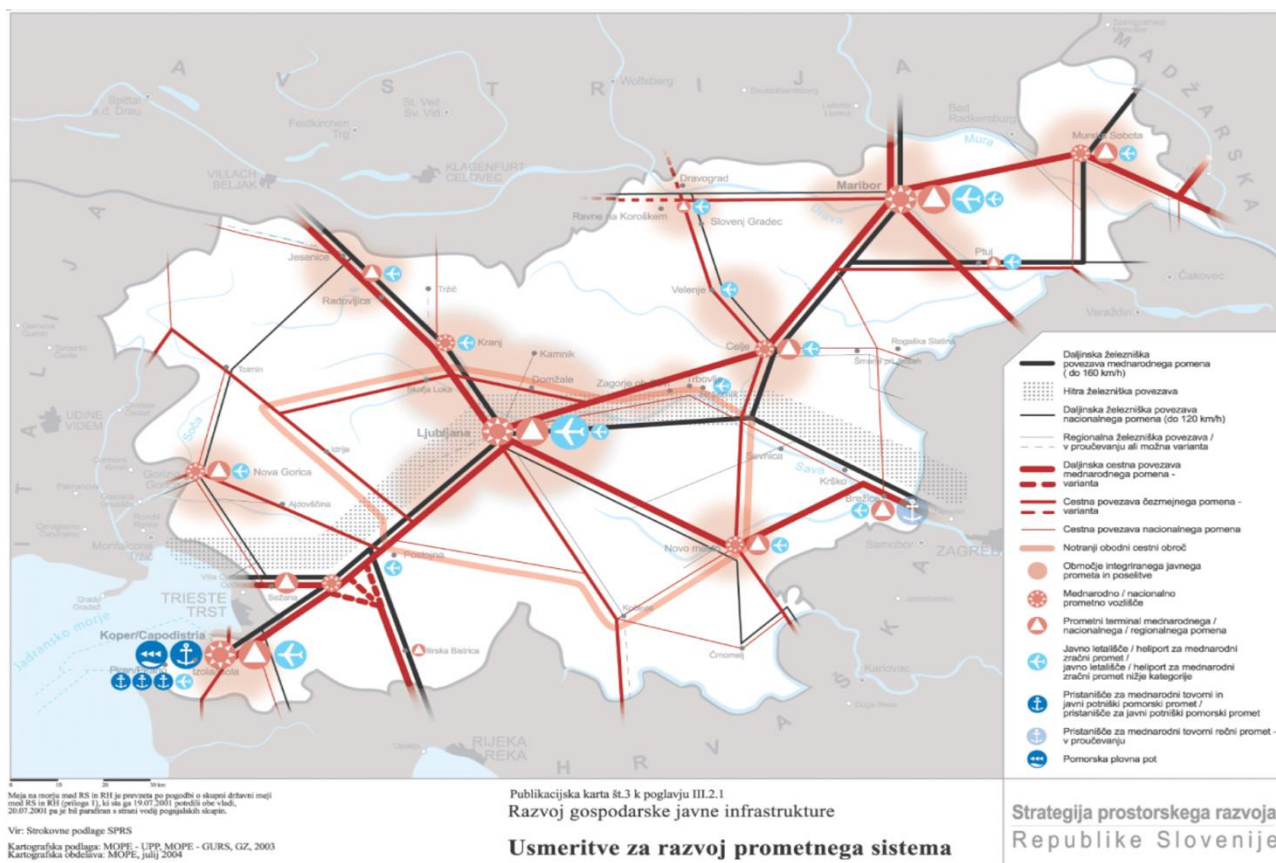 AVSTRIJA
MADŽARSKA
ITALIJA
HRVAŠKA
Wolfsberg
Spittal
a.d. Drau
St. Veit
Sv. Vid
Feldkirchen
Trg
Bad
Radkersburg
VILLACH
BELJAK
KLAGENFURT
CELOVEC
Mura
Murska Sobota
Dravograd
Maribor
Ravne na Koroškem
Drava
Slovenj Gradec
Jesenice
Ptuj
Čakovec
Radovljica
Tržič
Velenje
Varaždin
Kranj
Celje
Rogaška Slatina
Kamnik
Tolmin
Škofja Loka
Domžale
Trbovlje
UDINE
VIDEM
Soča
Ljubljana
Idrija
Sevnica
Nova Gorica
Sava
Krško
Ajdovščina
Brežice
Samobor
ZAGREB
Novo mesto
Postojna
Sežana
TRIESTE
TRST
Kočevje
Grado
Jadransko morje
Koper/Capodistria
Ilirska Bistrica
Črnomelj
Karlovac
Izola/Isola
Duga Resa
Opatija
RIJEKA
REKA
Daljinska železniška
povezava mednarodnega pomena
( do 160 km/h)
Hitra železniška povezava
Daljinska železniška povezava
nacionalnega pomena (do 120 km/h)
Regionalna železniška povezava /
v proučevanju ali možna varianta
Daljinska cestna povezava
mednarodnega pomena -
varianta
Cestna povezava čezmejnega pomena -
varianta
Cestna povezava nacionalnega pomena
Notranji obodni cestni obroč
Območje integriranega javnega
prometa in poselitve
Mednarodno / nacionalno
prometno vozlišče
Prometni terminal mednarodnega /
nacionalnega / regionalnega pomena
Javno letališče / heliport za mednarodni
zračni promet /
javno letališče / heliport za mednarodni
zračni promet nižje kategorije
Pristanišče za mednarodni tovorni in
javni potniški pomorski promet /
pristanišče za javni potniški pomorski promet
Pristanišče za mednarodni tovorni rečni promet -
v proučevanju
Pomorska plovna pot
0 10 20 30 km
Meja na morju med RS in RH je prevzeta po pogodbi o skupni državni meji
med RS in RH (priloga 1), ki sta ga 19.07.2001 potrdili obe vladi,
20.07.2001 pa je bil parafiran s strani vodij pogajalskih skupin.
Vir: Strokovne podlage SPRS
Kartografska podlaga: MOPE - UPP, MOPE - GURS, GZ, 2003
Kartografska obdelava: MOPE, julij 2004
Publikacijska karta št.3 k poglavju III.2.1
Razvoj gospodarske javne infrastrukture
Usmeritve za razvoj prometnega sistema
Strategija prostorskega razvoja
Republike Slovenije